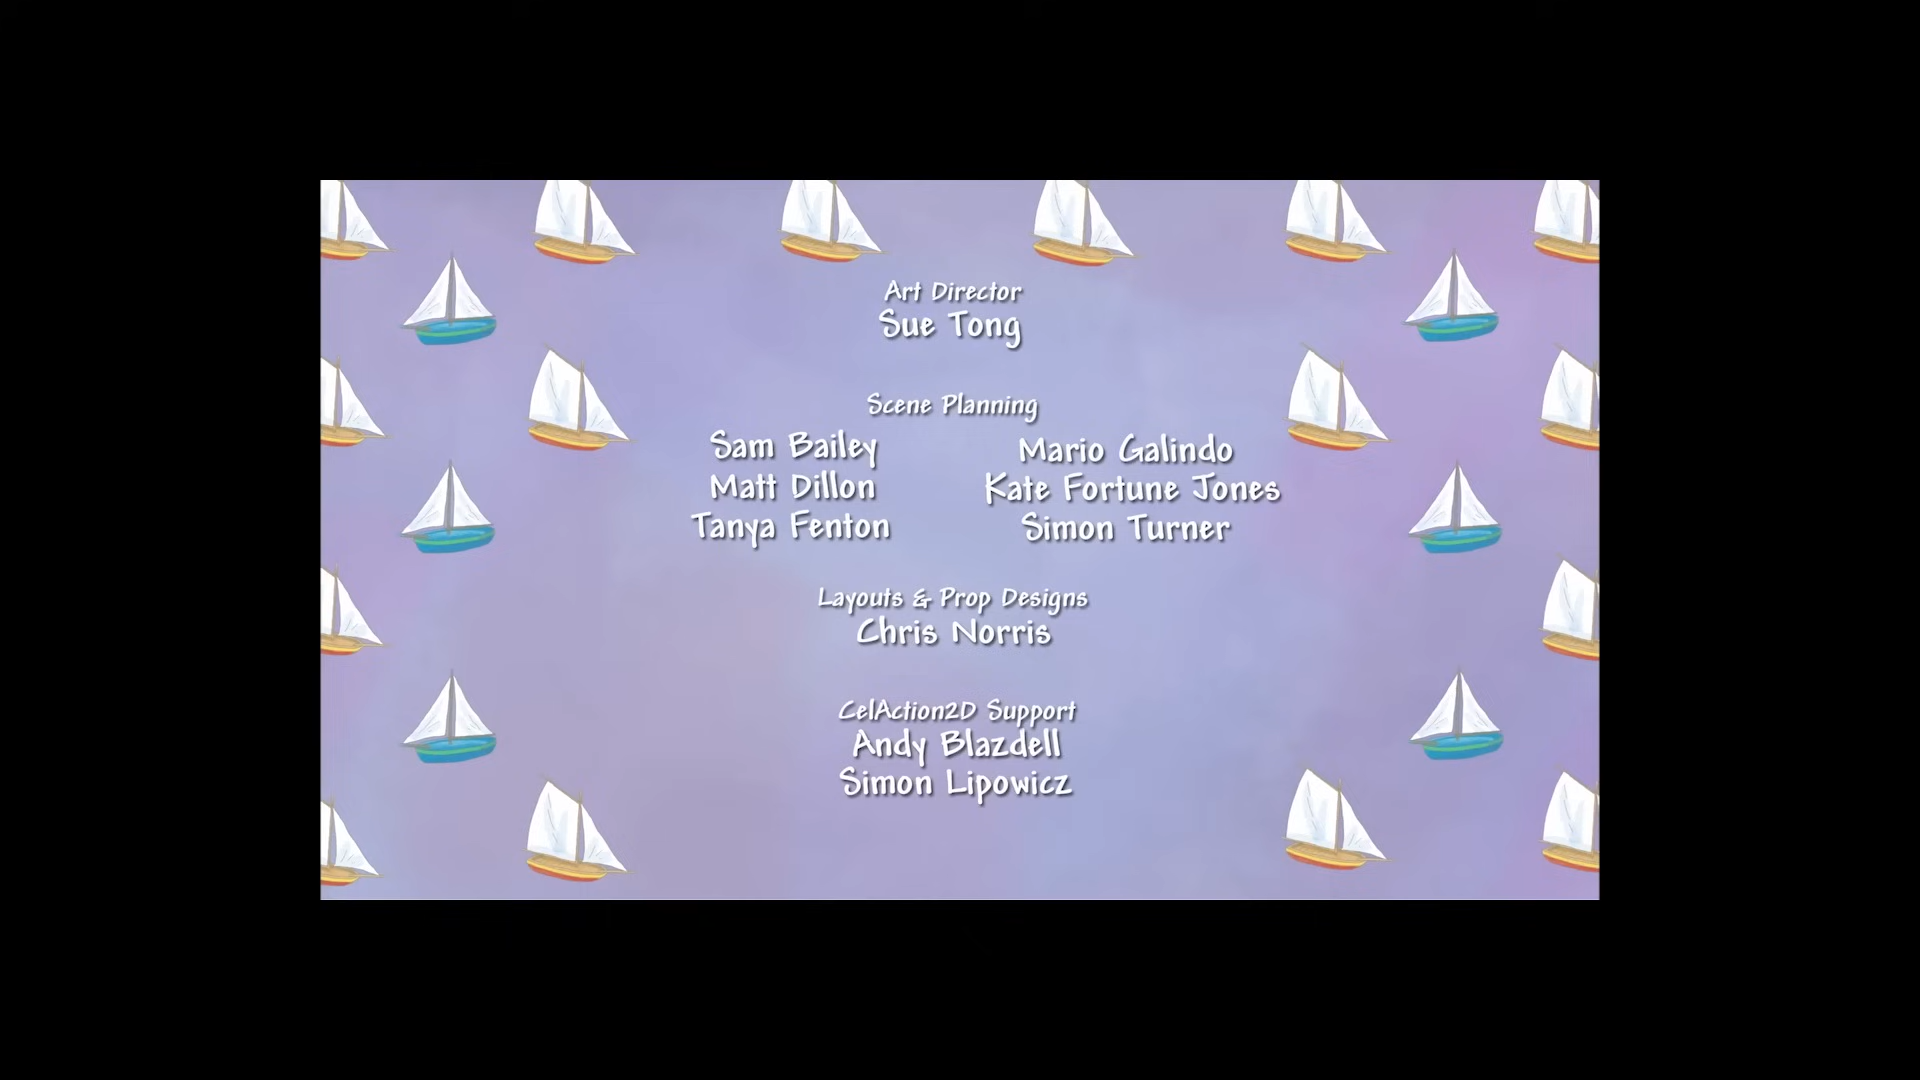 Art Director
Sue Tong
Scene Planning
Sam Bailey
Matt Dillon
Tanya Fenton
Mario Galindo
Kate Fortune Jones
Simon Turner
Layouts & Prop Designs
Chris Norris
CelAction2D Support
Andy Blazdell
Simon Lipowicz